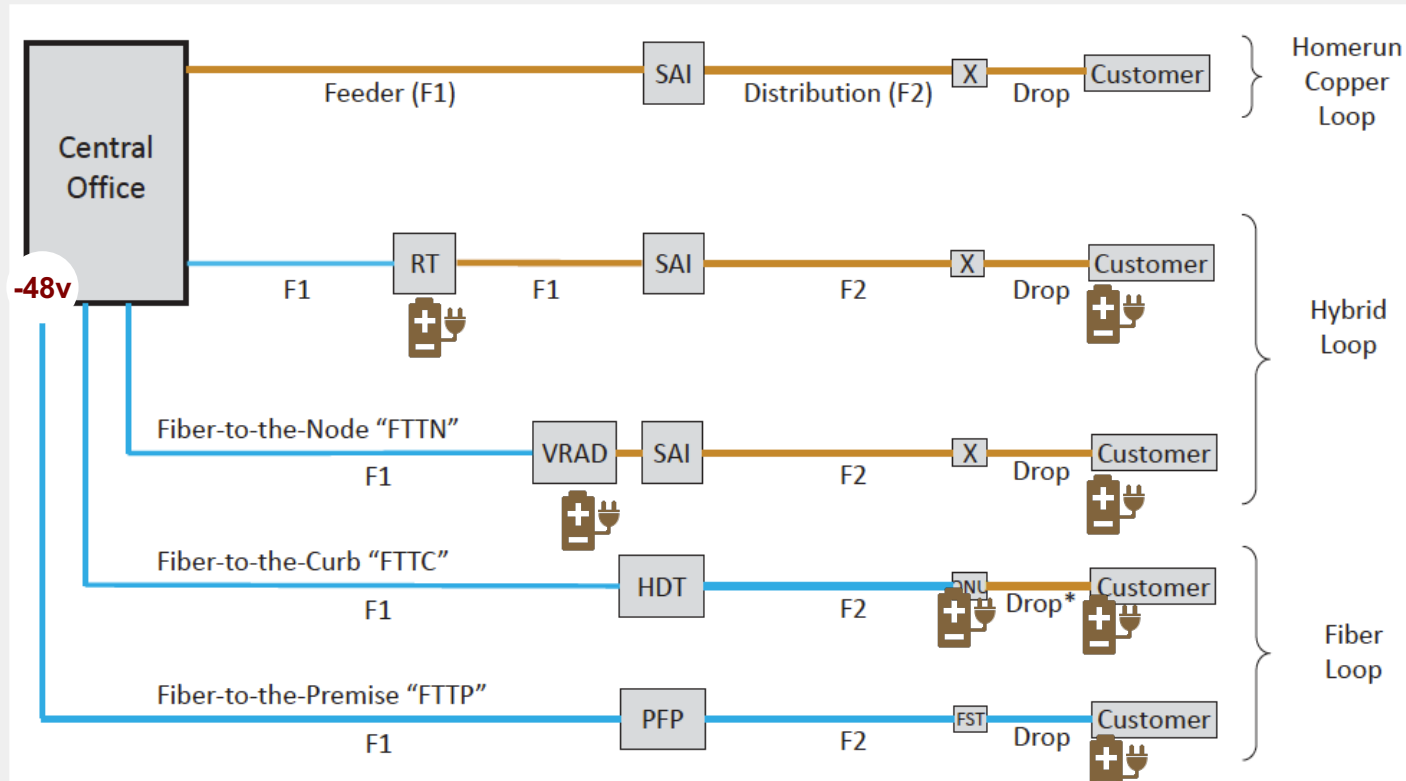 Central
Office
-48v
Feeder (F1)
SAI
Distribution (F2)
X
Drop
Customer
Homerun
Copper
Loop
F1
RT
F1
SAI
F2
X
Drop
Customer
Hybrid
Loop
Fiber-to-the-Node “FTTN”
F1
VRAD
SAI
F2
X
Drop
Customer
Fiber-to-the-Curb “FTTC”
F1
HDT
F2
ONU
Drop*
Customer
Fiber
Loop
Fiber-to-the-Premise “FTTP”
F1
PFP
F2
FST
Drop
Customer